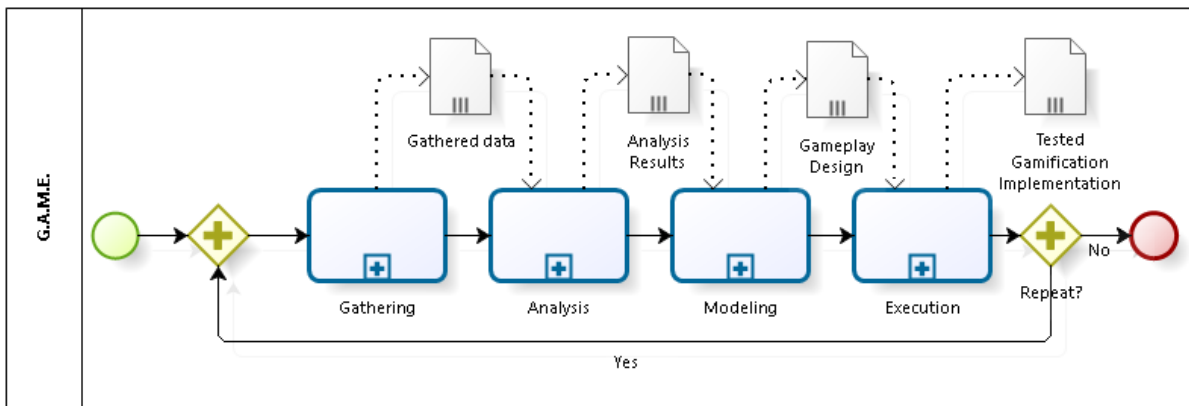 G.A.M.E.
Gathered data
Analysis
Results
Gameplay
Design
Tested
Gamification
Implementation
Gathering
Analysis
Modeling
Execution
Repeat?
No
Yes